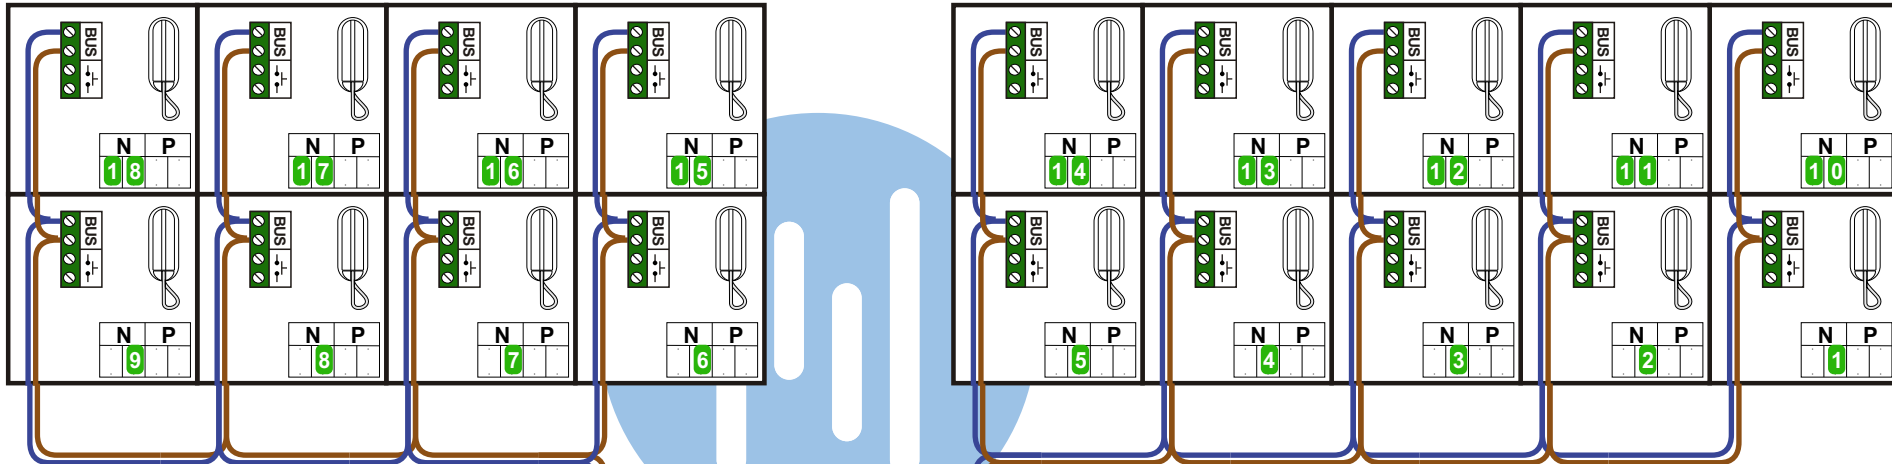 BUS BUS BUS BUS BUS BUS BUS BUS BUS
N P N P N P N P N P N P N P N P N P
18 17 16 15 14 13 12 11 10
BUS BUS BUS BUS BUS BUS BUS BUS BUS
N P N P N P N P N P N P N P N P N P
9 8 7 6 5 4 3 2 1